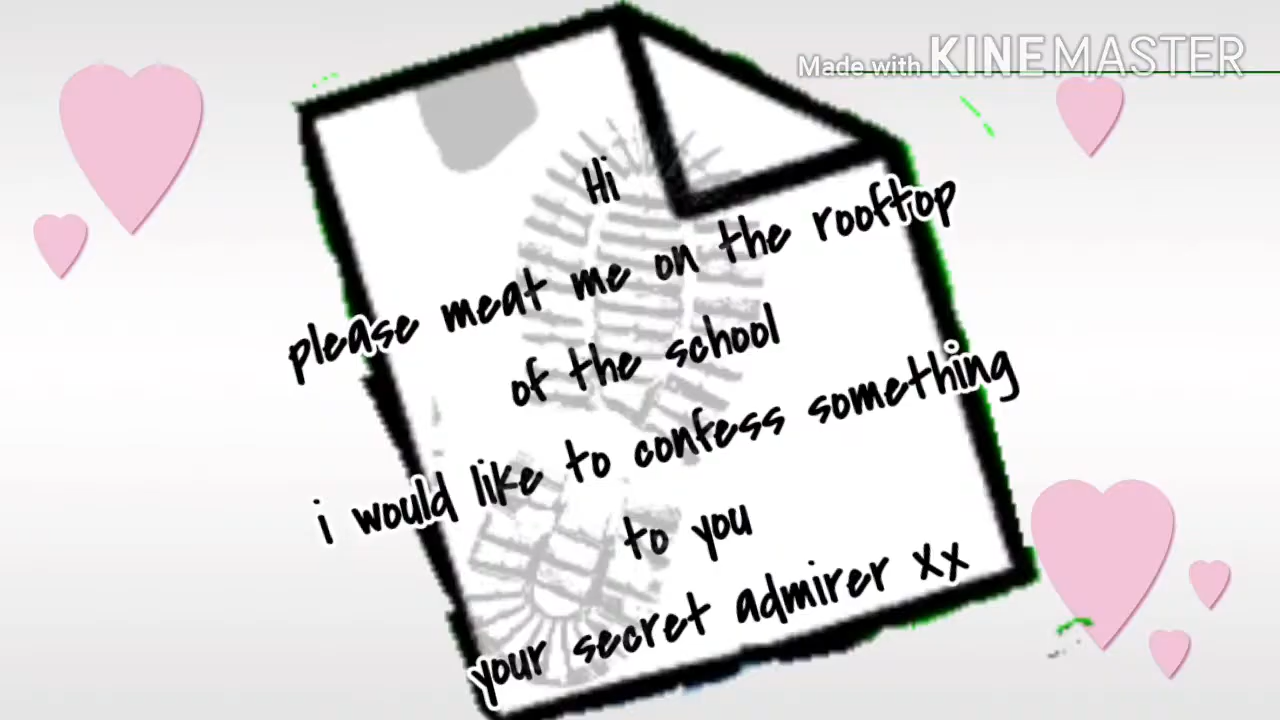 Made with KINEMASTER
Hi
please meat me on the rooftop
of the school
i would like to confess something
to you
your secret admirer xx